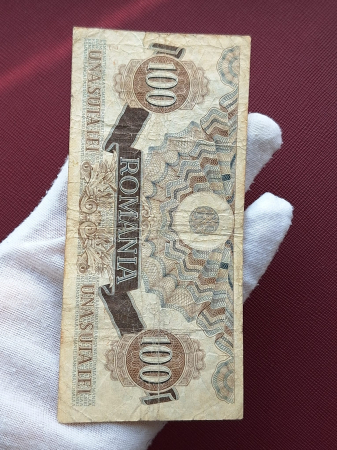 100
UNA SUTA LEI
ROMANIA
100
UNA SUTA LEI